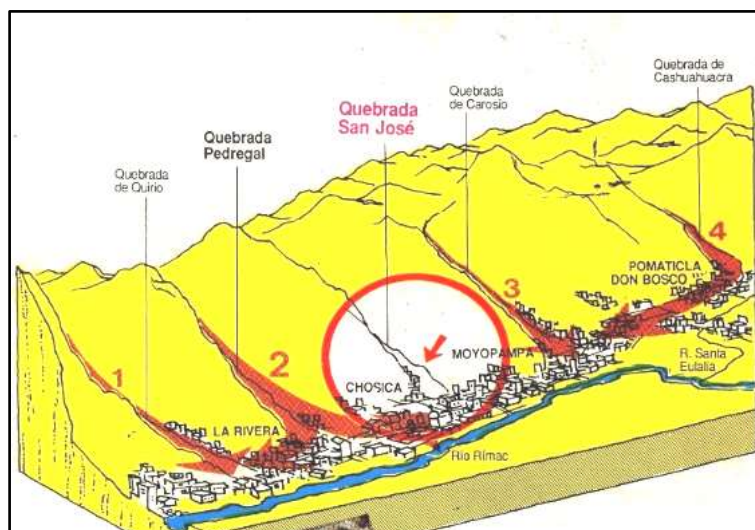 Quebrada de
Cashuahuacra
Quebrada
San José
Quebrada
de Carosio
Quebrada
Pedregal
Quebrada
de Quirio
4
POMATICLA
DON BOSCO
3
MOYOPAMPA
1
2
CHOSICA
R. Santa
Eulalia
LA RIVERA
Río Rímac